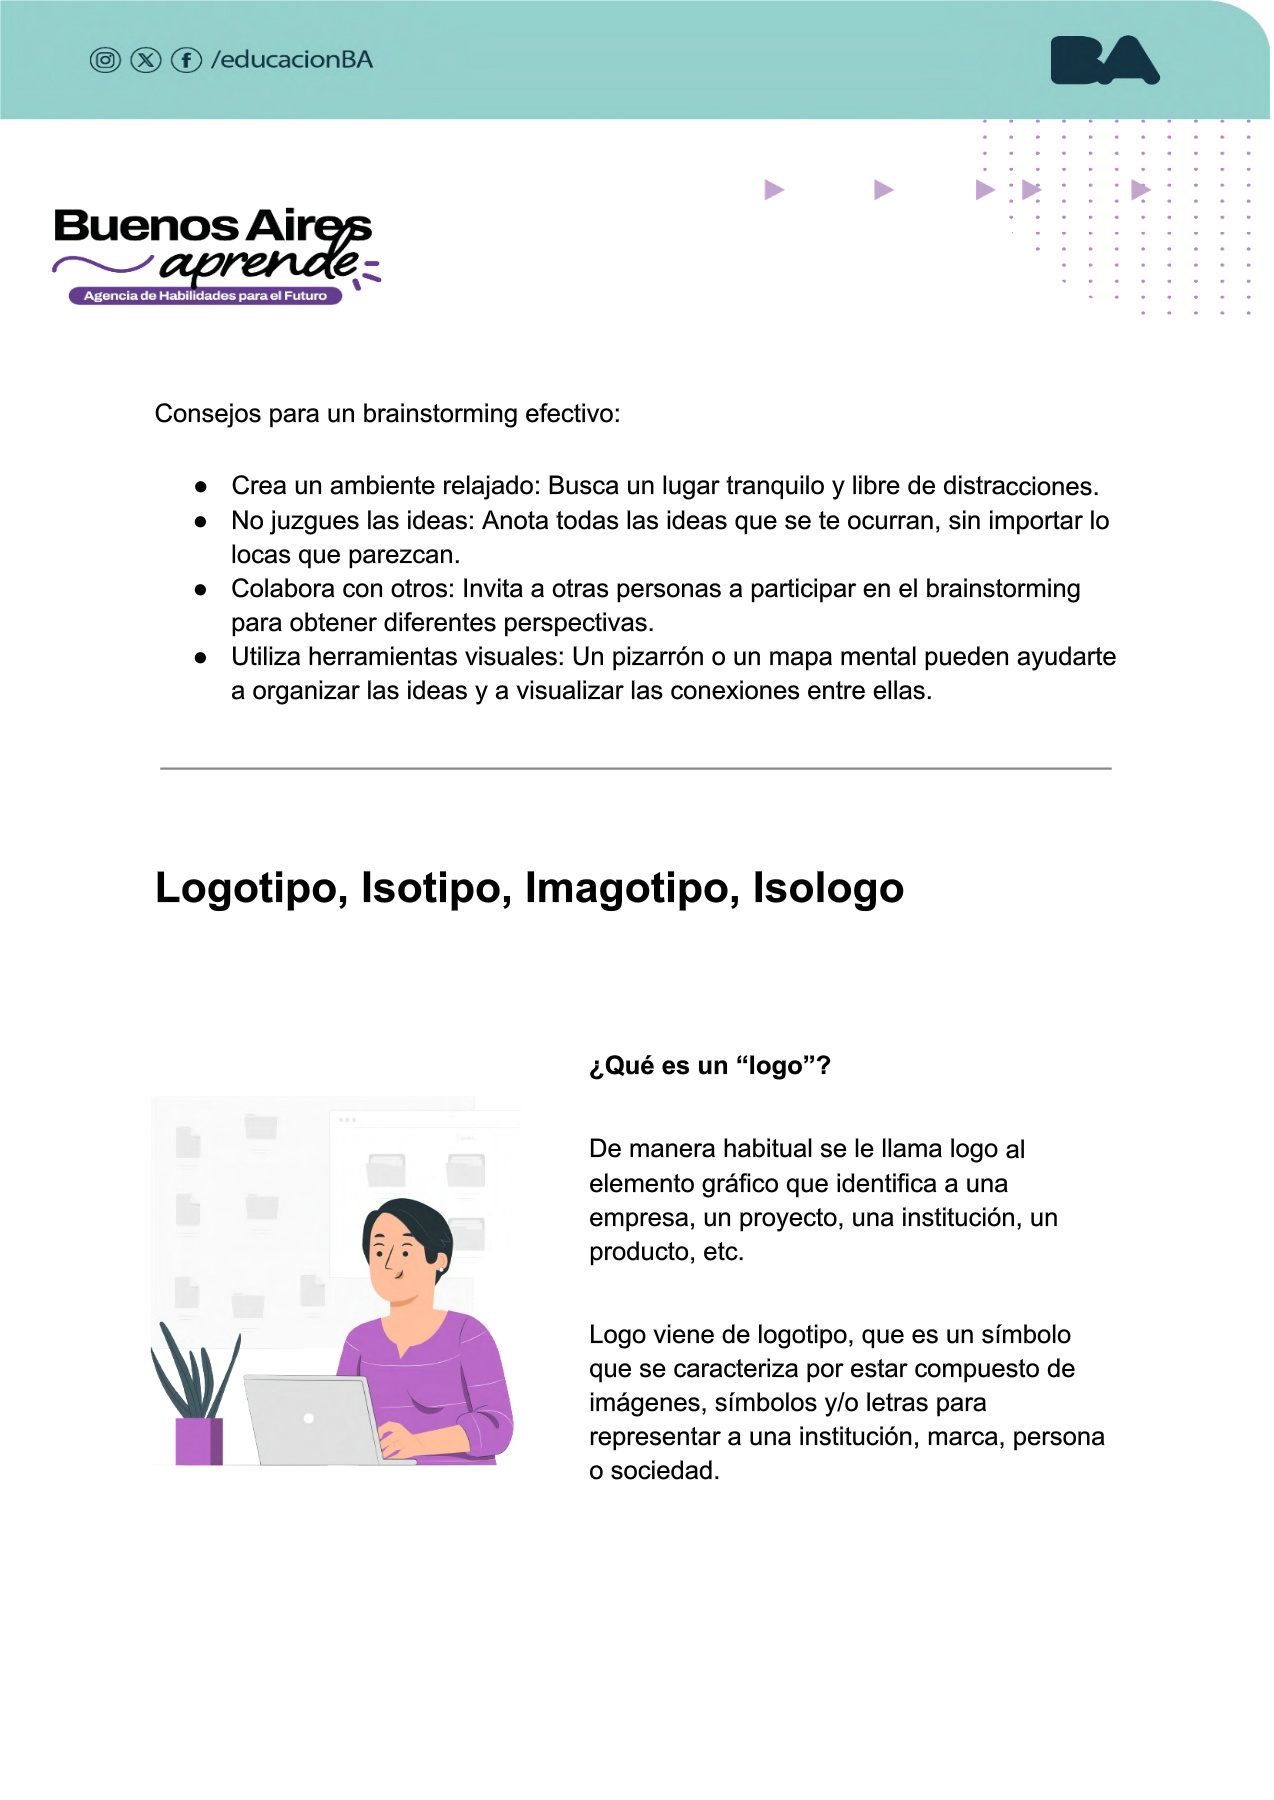 /educacionBA
BA
Buenos Aires
aprende
Agencia de Habilidades para el Futuro
Consejos para un brainstorming efectivo:
● Crea un ambiente relajado: Busca un lugar tranquilo y libre de distracciones.
● No juzgues las ideas: Anota todas las ideas que se te ocurran, sin importar lo
locas que parezcan.
● Colabora con otros: Invita a otras personas a participar en el brainstorming
para obtener diferentes perspectivas.
● Utiliza herramientas visuales: Un pizarrón o un mapa mental pueden ayudarte
a organizar las ideas y a visualizar las conexiones entre ellas.
Logotipo, Isotipo, Imagotipo, Isologo
¿Qué es un “logo”?
De manera habitual se le llama logo al
elemento gráfico que identifica a una
empresa, un proyecto, una institución, un
producto, etc.
Logo viene de logotipo, que es un símbolo
que se caracteriza por estar compuesto de
imágenes, símbolos y/o letras para
representar a una institución, marca, persona
o sociedad.